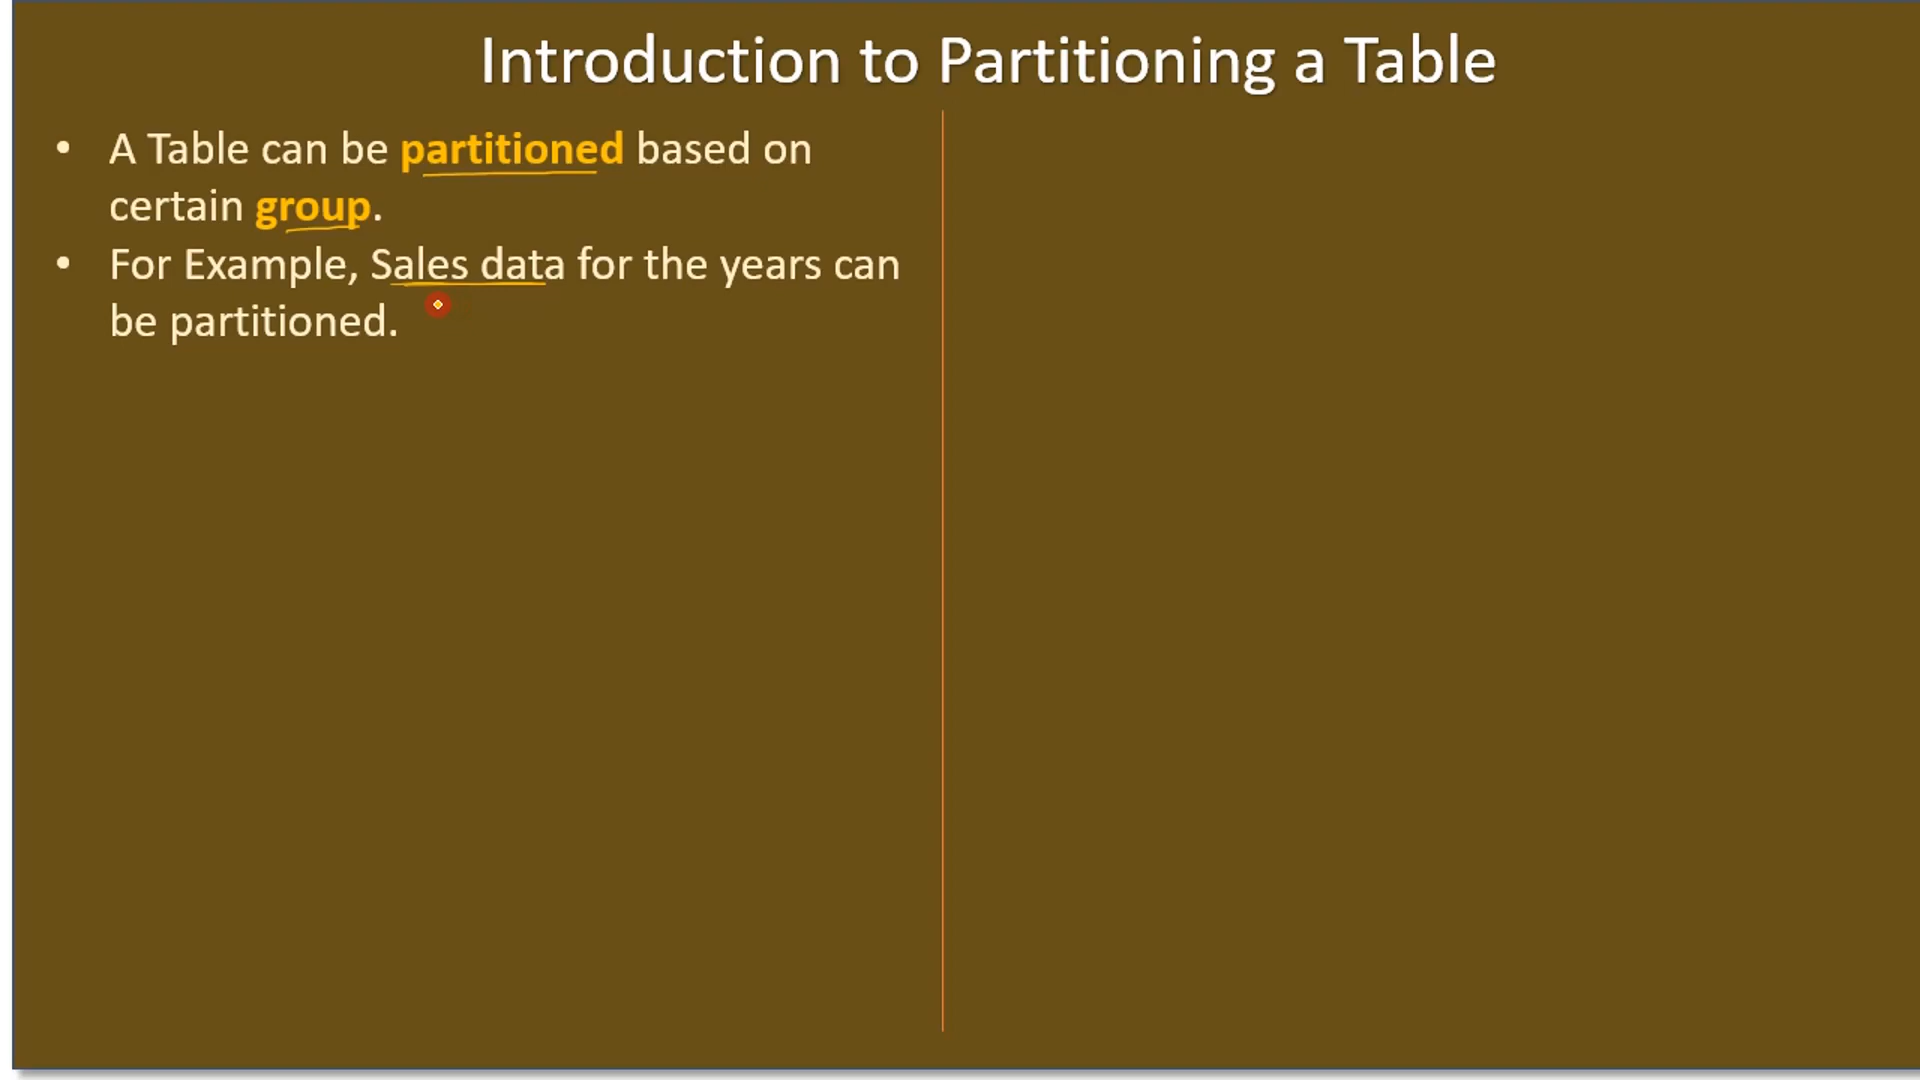 Introduction to Partitioning a Table
• A Table can be partitioned based on
certain group.
• For Example, Sales data for the years can
be partitioned.